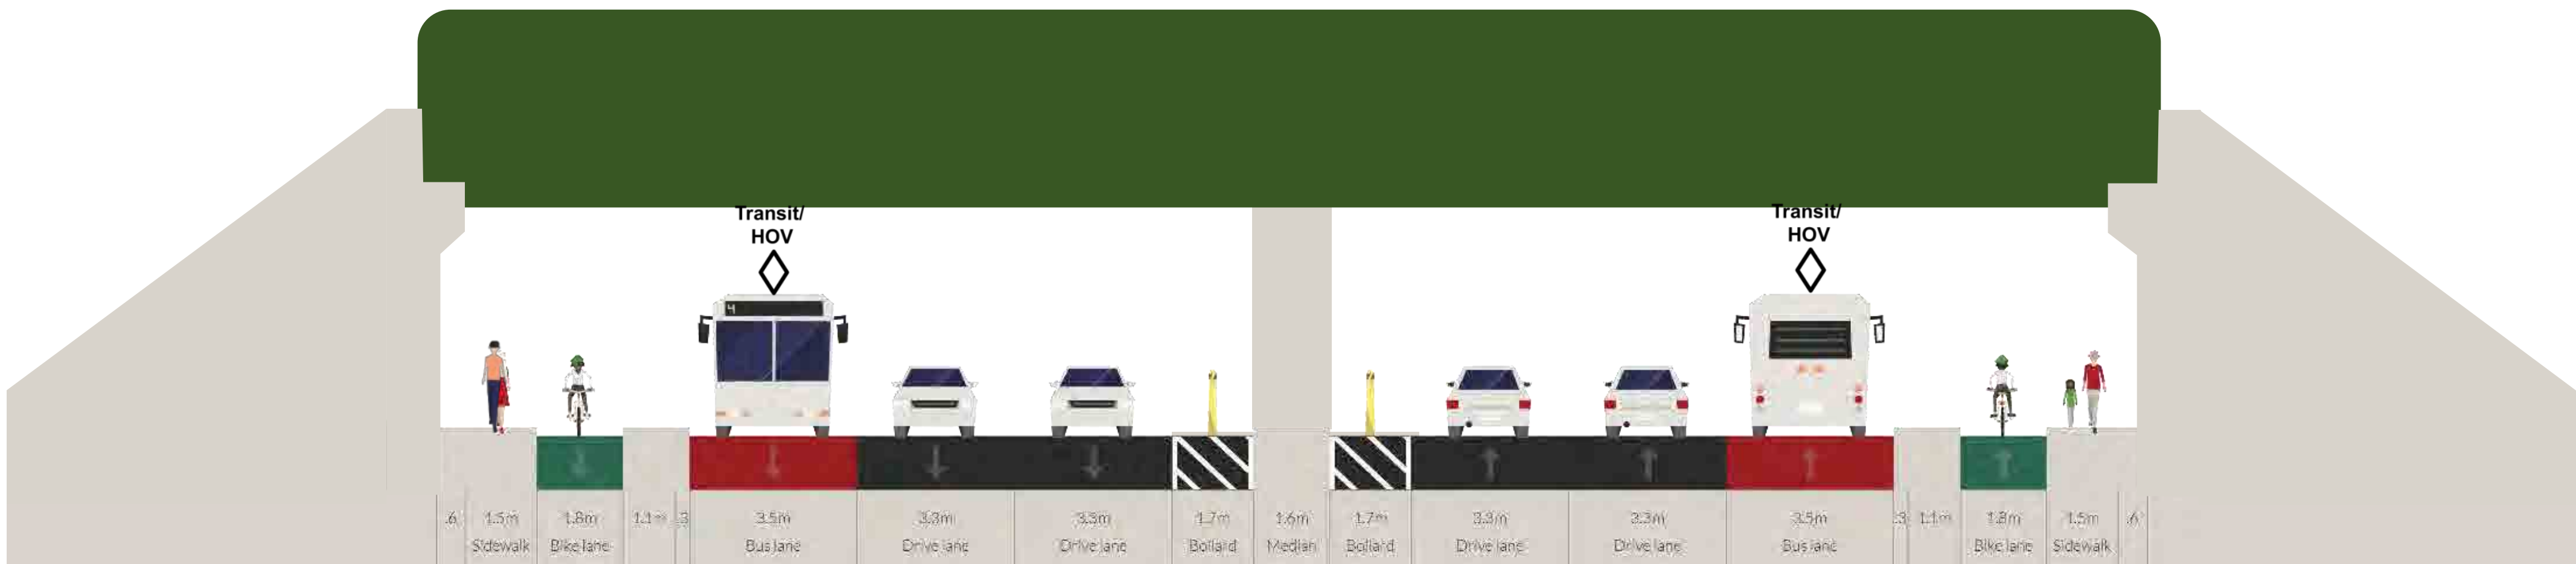 Transit/
HOV
Transit/
HOV
4
.6 1.5m 1.8m 1.1m .3 3.5m 3.3m 3.3m 1.7m 1.6m 1.7m 3.3m 3.3m 3.5m .3 1.1m 1.8m 1.5m .6
Sidewalk Bike lane Bus lane Drive lane Drive lane Bollard Median Bollard Drive lane Drive lane Bus lane Bike lane Sidewalk